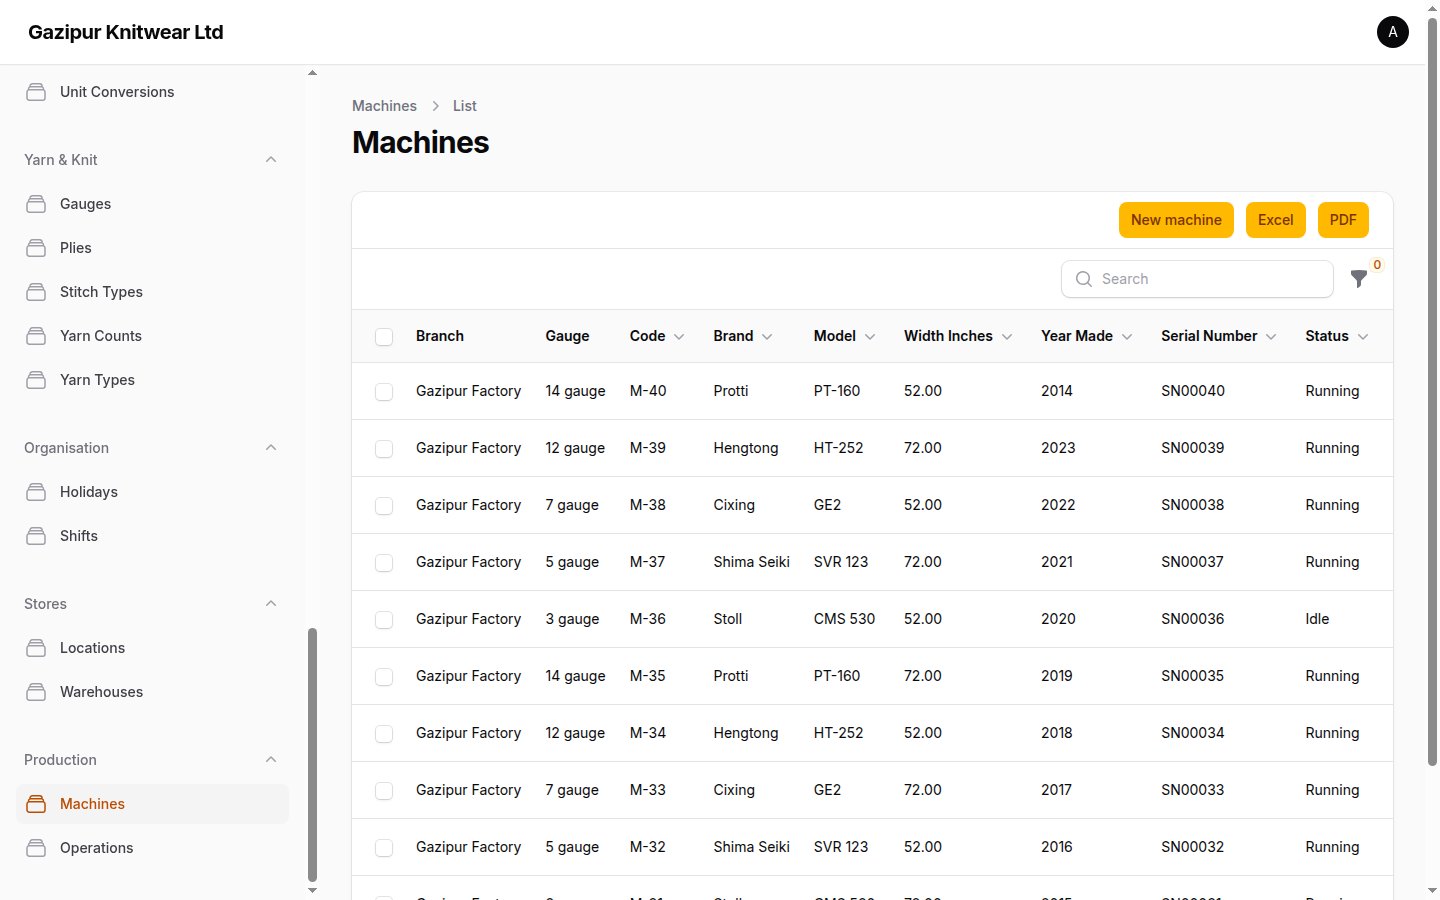 Gazipur Knitwear Ltd
A
Unit Conversions
Yarn & Knit
Gauges
Plies
Stitch Types
Yarn Counts
Yarn Types
Organisation
Holidays
Shifts
Stores
Locations
Warehouses
Production
Machines
Operations
Machines > List
Machines
New machine Excel PDF
Search 0
Branch Gauge Code Brand Model Width Inches Year Made Serial Number Status
Gazipur Factory 14 gauge M-40 Protti PT-160 52.00 2014 SN00040 Running
Gazipur Factory 12 gauge M-39 Hengtong HT-252 72.00 2023 SN00039 Running
Gazipur Factory 7 gauge M-38 Cixing GE2 52.00 2022 SN00038 Running
Gazipur Factory 5 gauge M-37 Shima Seiki SVR 123 72.00 2021 SN00037 Running
Gazipur Factory 3 gauge M-36 Stoll CMS 530 52.00 2020 SN00036 Idle
Gazipur Factory 14 gauge M-35 Protti PT-160 72.00 2019 SN00035 Running
Gazipur Factory 12 gauge M-34 Hengtong HT-252 52.00 2018 SN00034 Running
Gazipur Factory 7 gauge M-33 Cixing GE2 72.00 2017 SN00033 Running
Gazipur Factory 5 gauge M-32 Shima Seiki SVR 123 52.00 2016 SN00032 Running